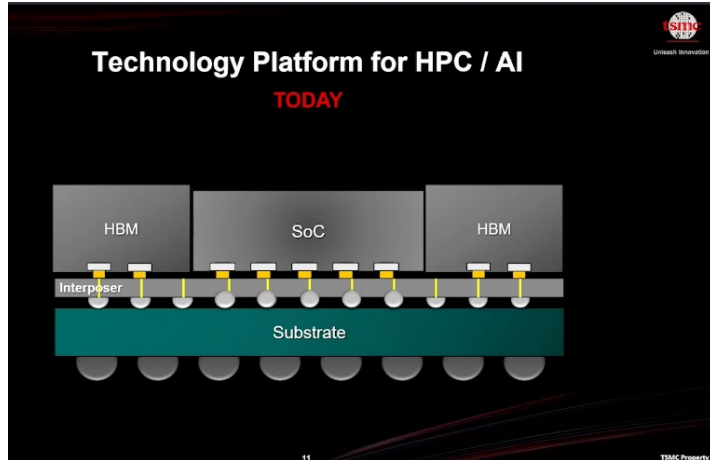 tsmc
Unleash Innovation
Technology Platform for HPC / AI
TODAY
HBM
SoC
HBM
Interposer
Substrate
11
TSMC Property